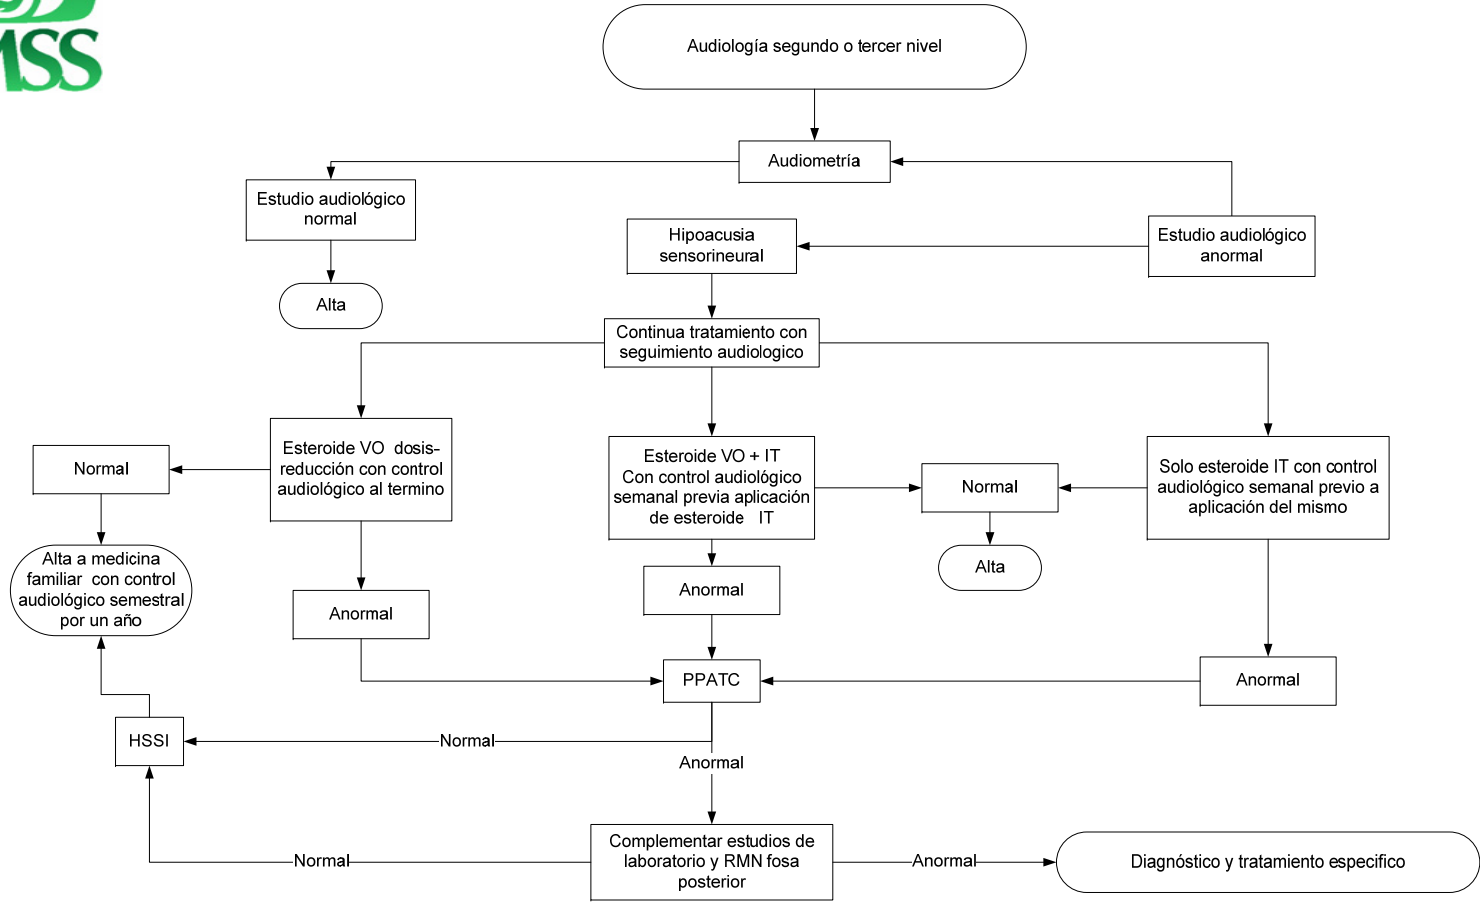 MSS
Audiología segundo o tercer nivel
Audiometría
Estudio audiológico
normal
Hipoacusia
sensorineural
Estudio audiológico
anormal
Alta
Continua tratamiento con
seguimiento audiologico
Normal
Esteroide VO dosis-
reducción con control
audiológico al termino
Esteroide VO + IT
Con control audiológico
semanal previa aplicación
de esteroide IT
Normal
Solo esteroide IT con control
audiológico semanal previo a
aplicación del mismo
Alta a medicina
familiar con control
audiológico semestral
por un año
Anormal
Anormal
Alta
PPATC
Anormal
HSSI
Normal
Anormal
Normal
Complementar estudios de
laboratorio y RMN fosa
posterior
Anormal
Diagnóstico y tratamiento especifico